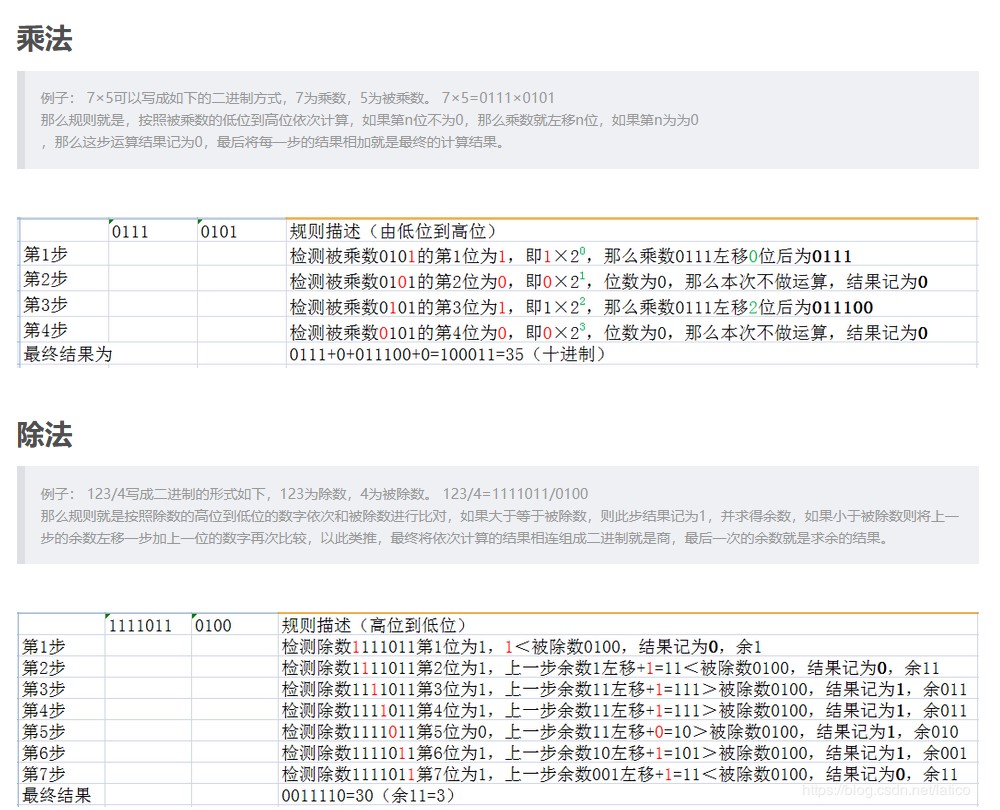 乘法
例子： 7×5可以写成如下的二进制方式，7为乘数，5为被乘数。 7×5=0111×0101
那么规则就是，按照被乘数的低位到高位依次计算，如果第n位不为0，那么乘数就左移n位，如果第n为为0
，那么这步运算结果记为0，最后将每一步的结果相加就是最终的计算结果。
0111 0101 规则描述（由低位到高位）
第1步 检测被乘数0101的第1位为1，即1×2⁰，那么乘数0111左移0位后为0111
第2步 检测被乘数0101的第2位为0，即0×2¹，位数为0，那么本次不做运算，结果记为0
第3步 检测被乘数0101的第3位为1，即1×2²，那么乘数0111左移2位后为011100
第4步 检测被乘数0101的第4位为0，即0×2³，位数为0，那么本次不做运算，结果记为0
最终结果为 0111+0+011100+0=100011=35（十进制）
除法
例子： 123/4写成二进制的形式如下，123为除数，4为被除数。 123/4=1111011/0100
那么规则就是按照除数的高位到低位的数字依次和被除数进行比对，如果大于等于被除数，则此步结果记为1，并求得余数，如果小于被除数则将上一
步的余数左移一步加上一位的数字再次比较，以此类推，最终将依次计算的结果相连组成二进制就是商，最后一次的余数就是求余的结果。
1111011 0100 规则描述（高位到低位）
第1步 检测除数1111011第1位为1，1＜被除数0100，结果记为0，余1
第2步 检测除数1111011第2位为1，上一步余数1左移+1=11＜被除数0100，结果记为0，余11
第3步 检测除数1111011第3位为1，上一步余数11左移+1=111＞被除数0100，结果记为1，余011
第4步 检测除数1111011第4位为1，上一步余数11左移+1=111＞被除数0100，结果记为1，余011
第5步 检测除数1111011第5位为0，上一步余数11左移+0=10＞被除数0100，结果记为1，余010
第6步 检测除数1111011第6位为1，上一步余数10左移+1=101＞被除数0100，结果记为1，余001
第7步 检测除数1111011第7位为1，上一步余数001左移+1=11＜被除数0100，结果记为0，余11
最终结果 0011110=30（余11=3）
https://blog.csdn.net/latico